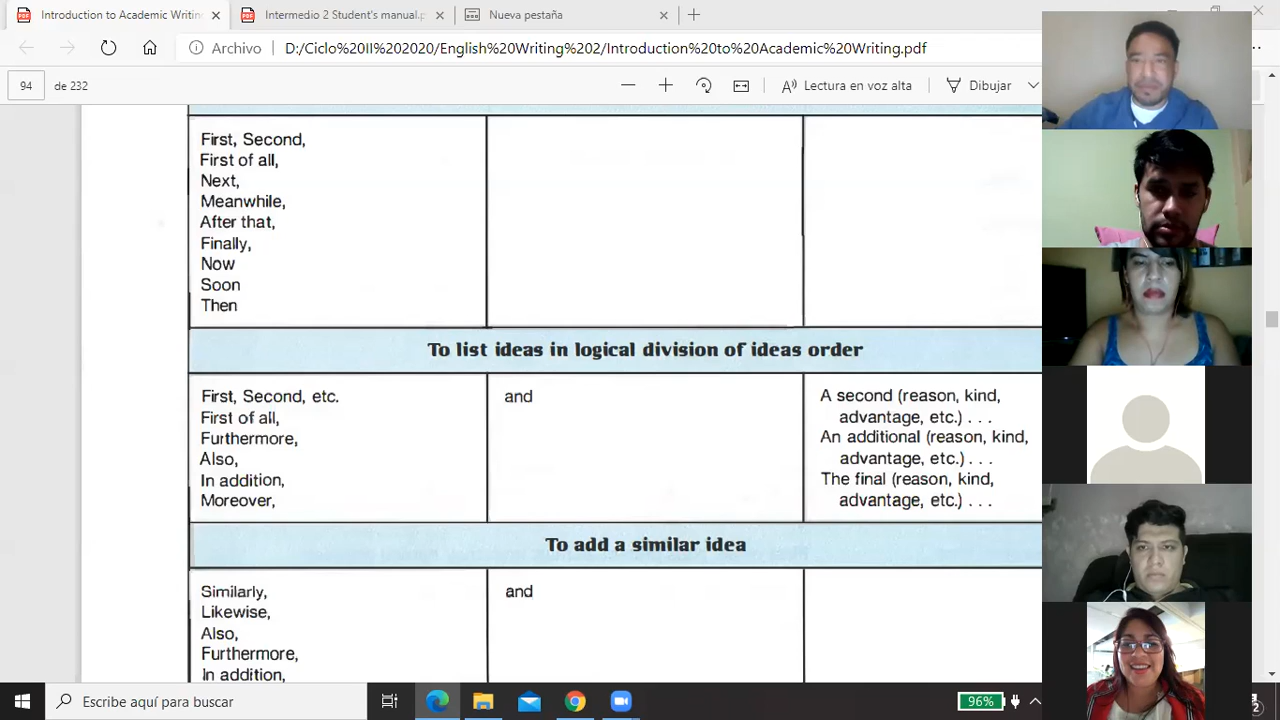 Introduction to Academic Writing
Intermedio 2 Student's manual.p
Nueva pestaña
Archivo
D:/Ciclo%20II%202020/English%20Writing%202/Introduction%20to%20Academic%20Writing.pdf
94
de 232
Lectura en voz alta
Dibujar
First, Second,
First of all,
Next,
Meanwhile,
After that,
Finally,
Now
Soon
Then
To list ideas in logical division of ideas order
First, Second, etc.
First of all,
Furthermore,
Also,
In addition,
Moreover,
and
A second (reason, kind,
advantage, etc.) . . .
An additional (reason, kind,
advantage, etc.) . . .
The final (reason, kind,
advantage, etc.) . . .
To add a similar idea
Similarly,
Likewise,
Also,
Furthermore,
In addition,
and
Escribe aquí para buscar
96%